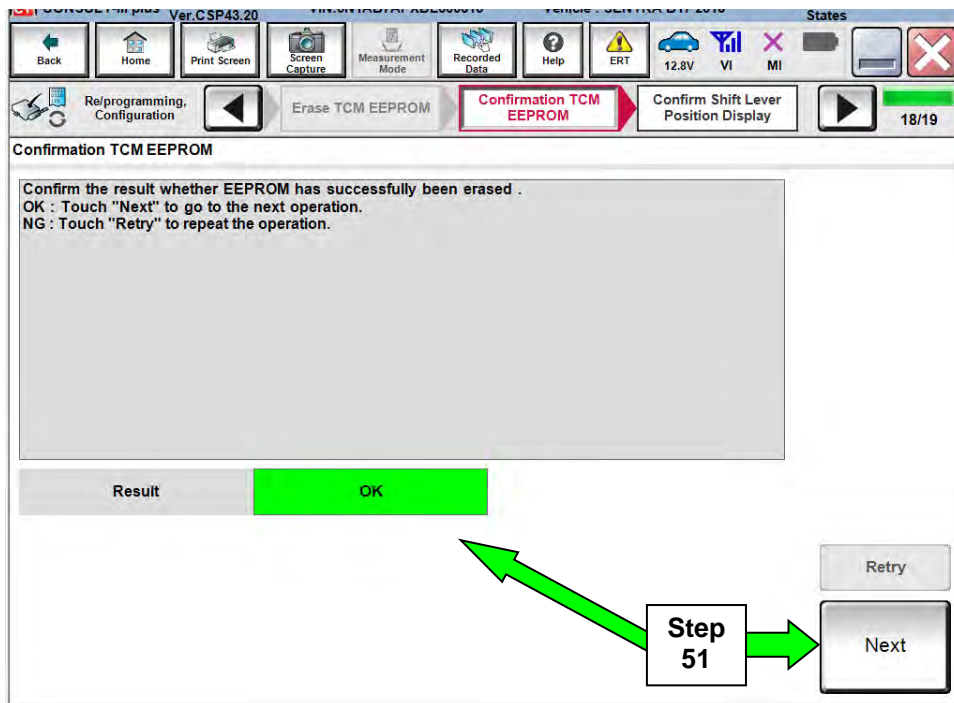 Ver.CSP43.20
States
Back
Home
Print Screen
Screen
Capture
Measurement
Mode
Recorded
Data
Help
ERT
12.8V
VI
MI
Re/programming,
Configuration
Erase TCM EEPROM
Confirmation TCM
EEPROM
Confirm Shift Lever
Position Display
18/19
Confirmation TCM EEPROM
Confirm the result whether EEPROM has successfully been erased .
OK : Touch "Next" to go to the next operation.
NG : Touch "Retry" to repeat the operation.
Result
OK
Retry
Step
51
Next